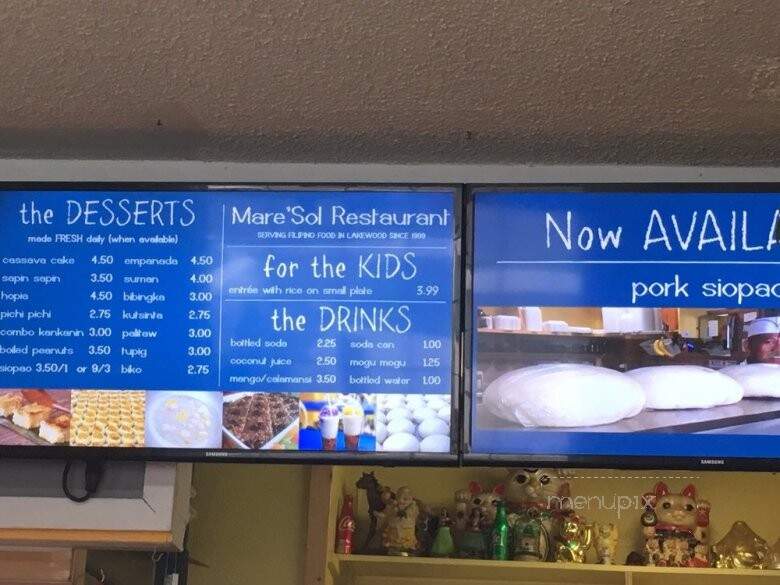 the DESSERTS
made FRESH daily (when available)
cassava cake 4.50 empanada 4.50
sapin sapin 3.50 suman 4.00
hopia 4.50 bibingka 3.00
pichi pichi 2.75 kutsinta 2.75
combo kankanin 3.00 palitaw 3.00
boiled peanuts 3.50 tupig 3.00
siopao 3.50/1 or 9/3 biko 2.75
Mare'Sol Restaurant
SERVING FILIPINO FOOD IN LAKEWOOD SINCE
for the KIDS
entrée with rice on small plate 3.99
the DRINKS
bottled soda 2.25 soda can 1.00
coconut juice 2.50 mogu mogu 1.25
mango/calamansi 3.50 bottled water 1.00
Now AVAILA
pork siopao
SAMSUNG
SAMSUNG
menupix